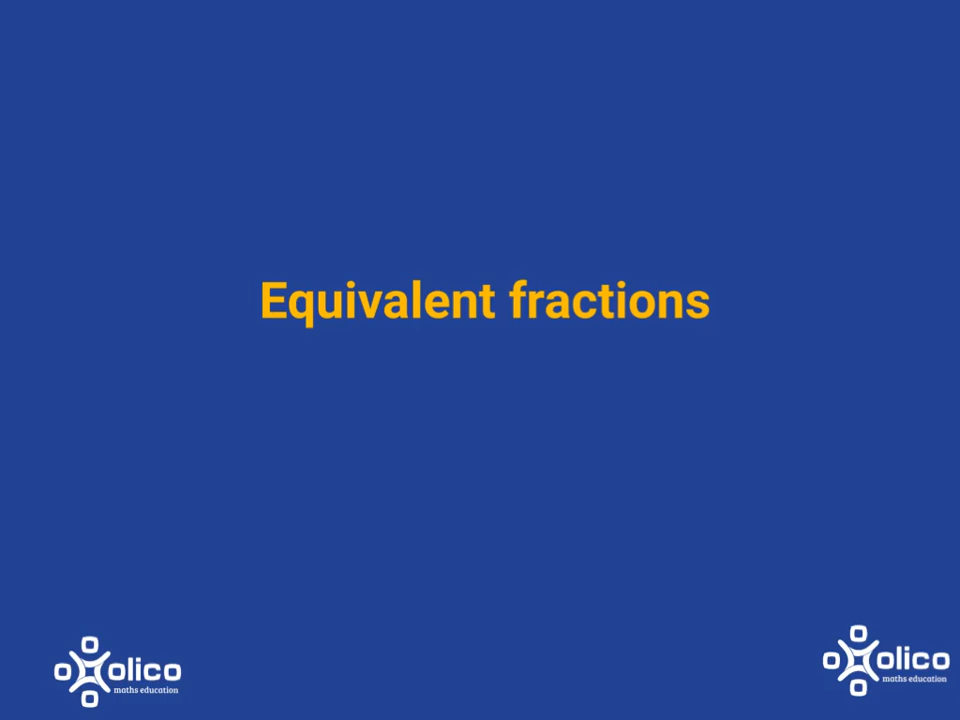 Equivalent fractions
olico
maths education
olico
maths education